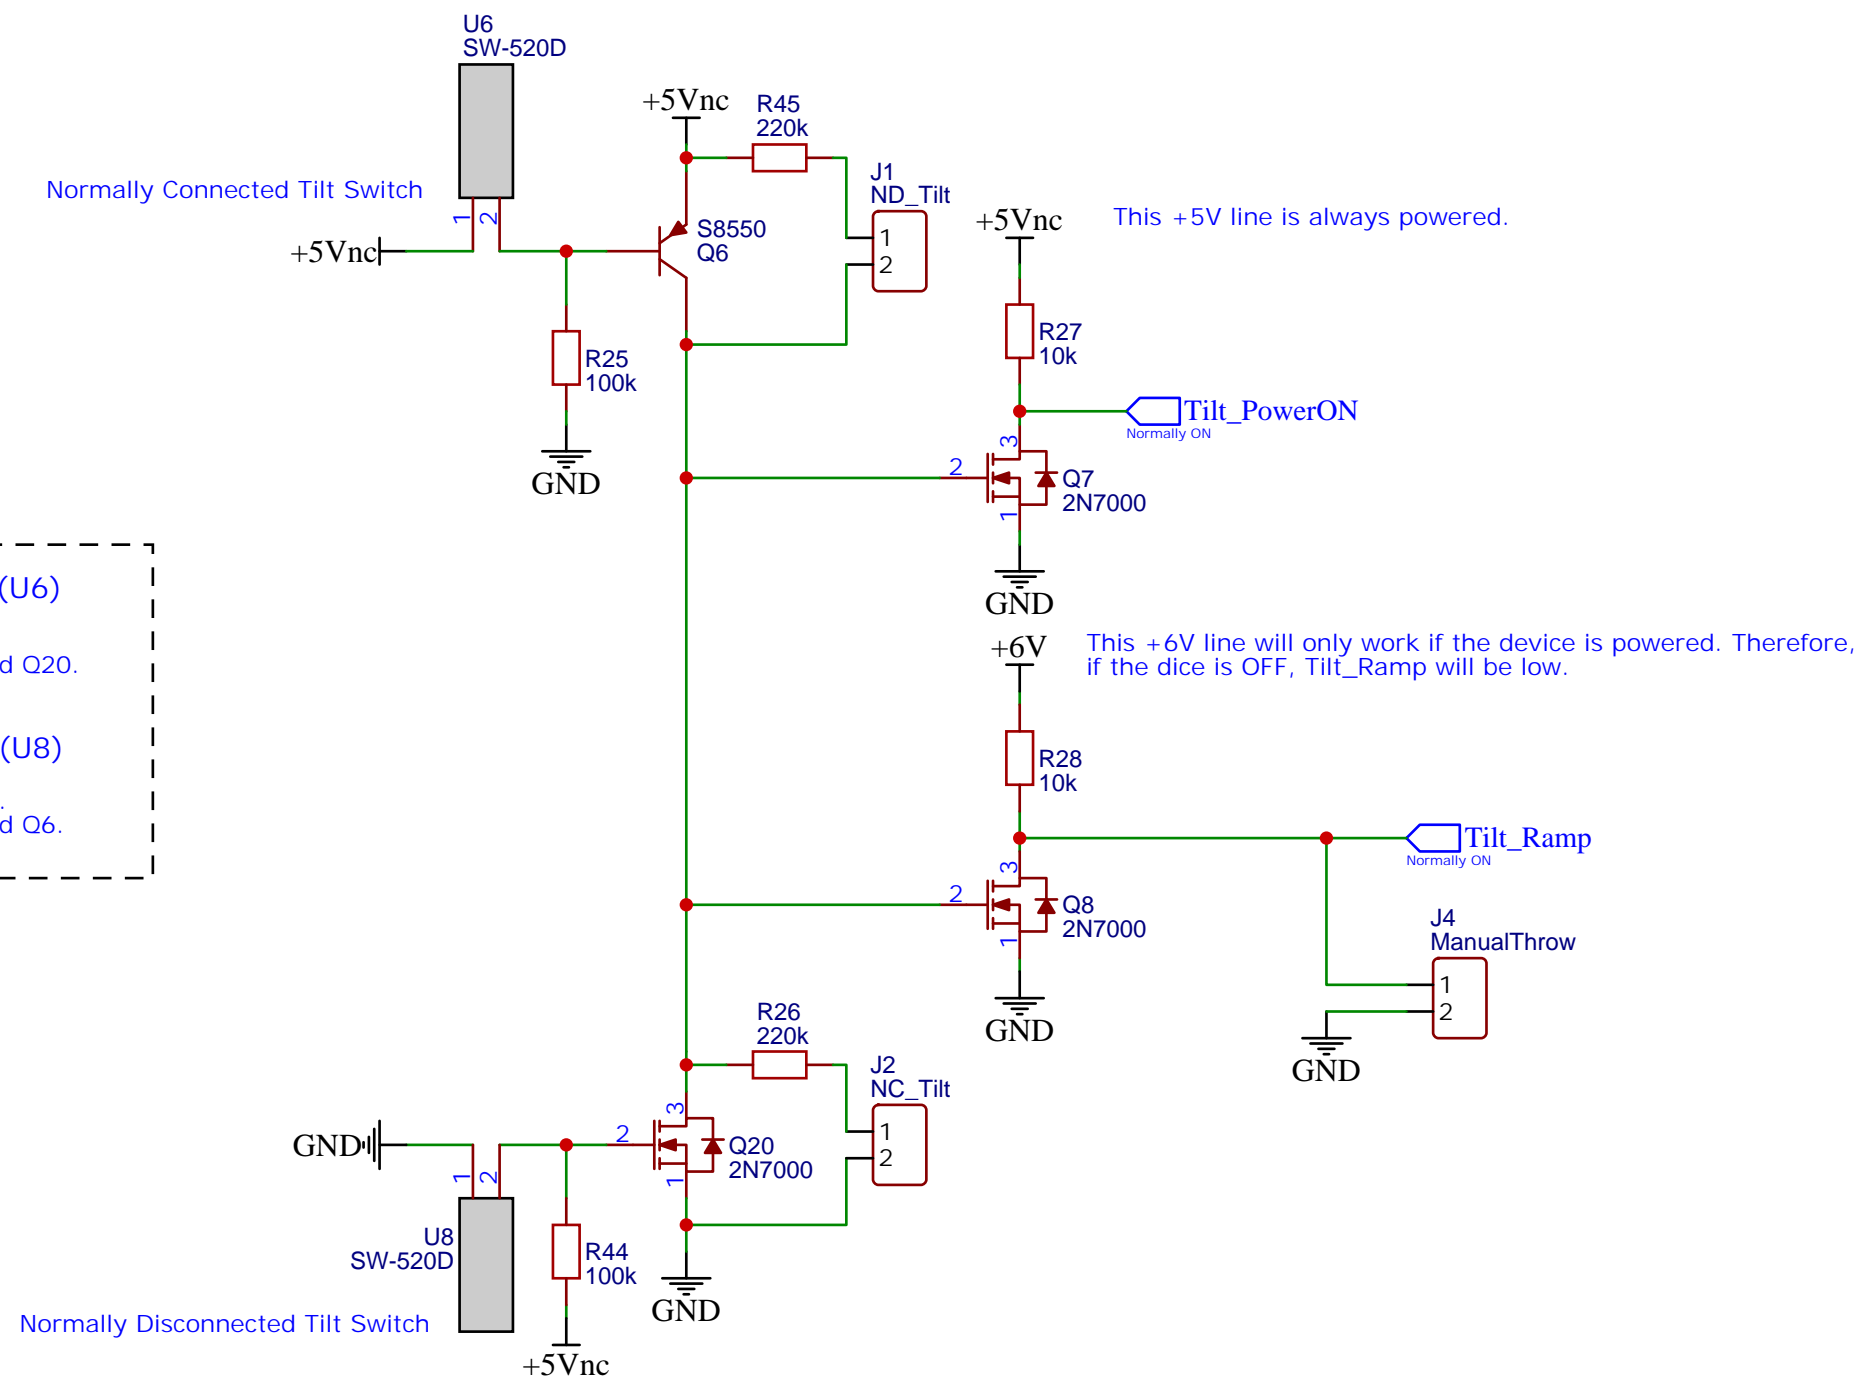 U6
SW-520D
+5Vnc
R45
220k
J1
ND_Tilt
Normally Connected Tilt Switch
1
2
+5Vnc
S8550
Q6
1
2
+5Vnc
This +5V line is always powered.
R27
10k
R25
100k
GND
Tilt_PowerON
Normally ON
3
2
1
Q7
2N7000
GND
(U6)
d Q20.
(U8)
.
d Q6.
+6V
This +6V line will only work if the device is powered. Therefore,
if the dice is OFF, Tilt_Ramp will be low.
R28
10k
Tilt_Ramp
Normally ON
3
2
1
Q8
2N7000
GND
J4
ManualThrow
1
2
GND
R26
220k
J2
NC_Tilt
1
2
GND
1
2
3
2
1
Q20
2N7000
U8
SW-520D
R44
100k
GND
Normally Disconnected Tilt Switch
+5Vnc